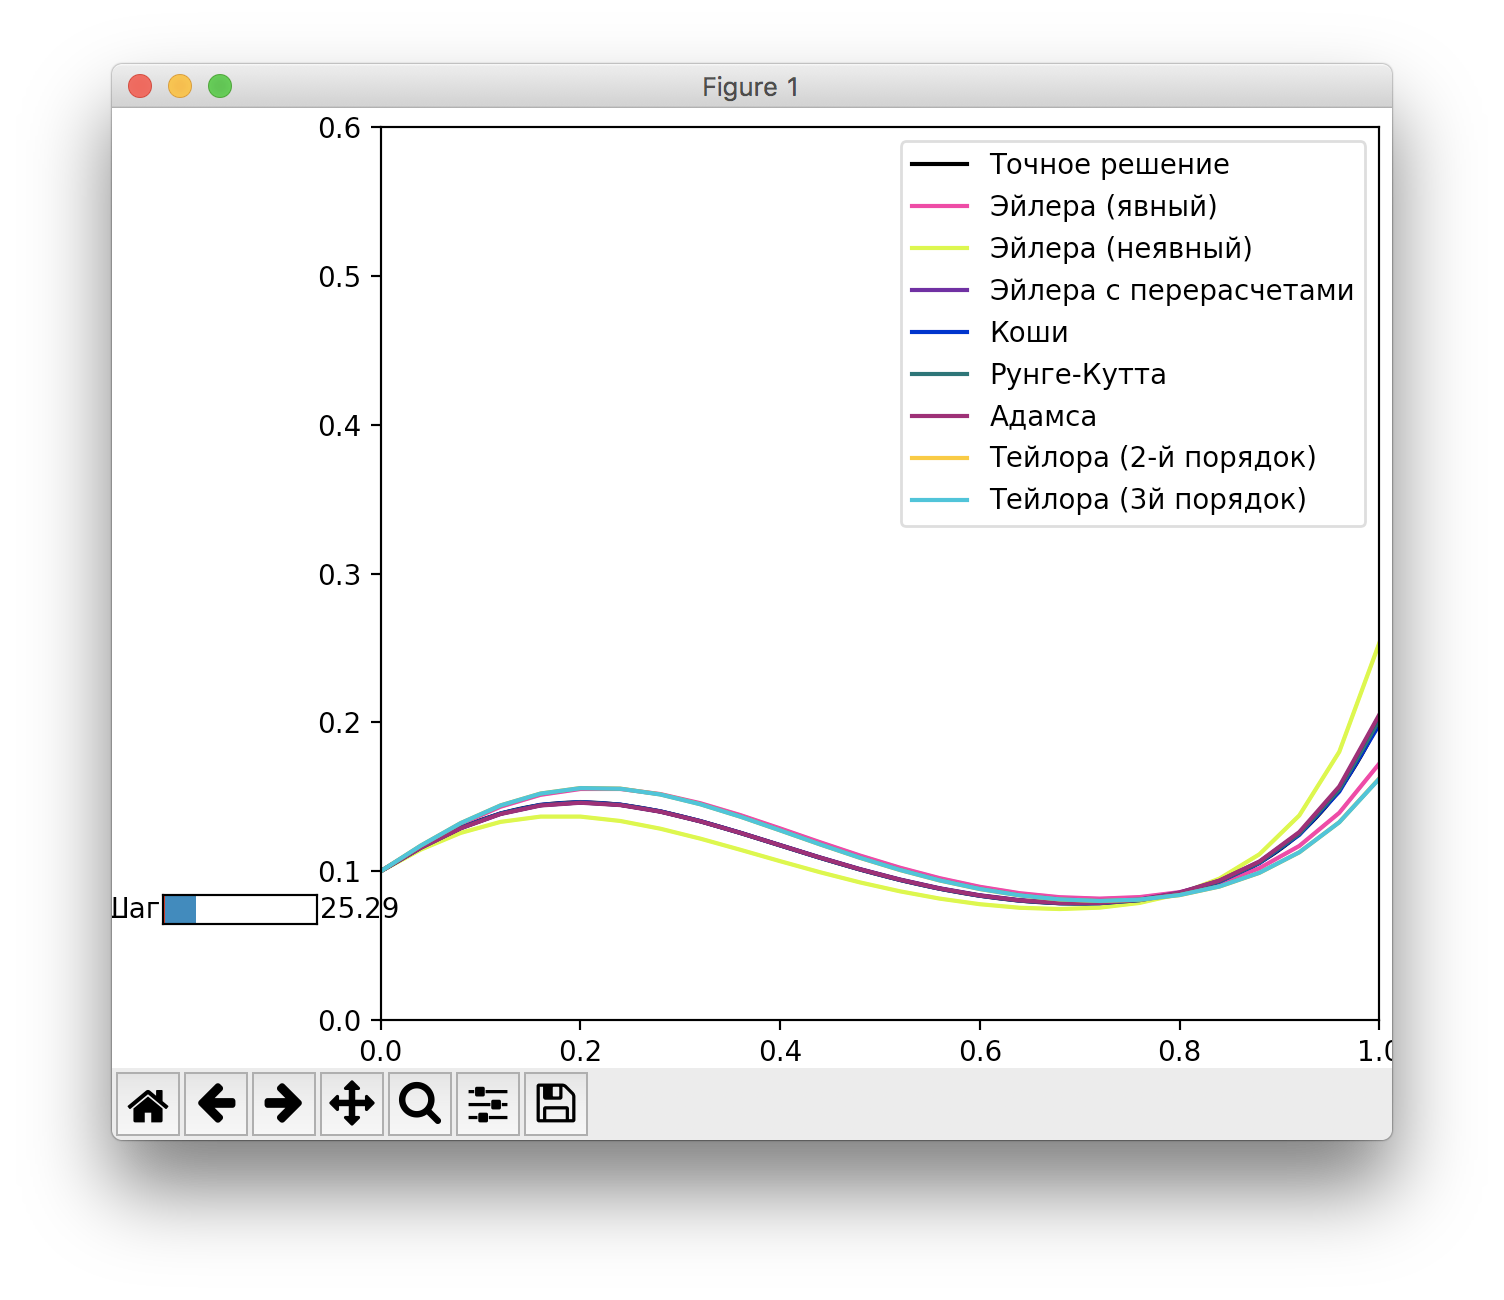 Figure 1
0.6
0.5
0.4
0.3
0.2
0.1
0.0
Точное решение
Эйлера (явный)
Эйлера (неявный)
Эйлера с перерасчетами
Коши
Рунге-Кутта
Адамса
Тейлора (2-й порядок)
Тейлора (3й порядок)
Шаг 25.29
0.0 0.2 0.4 0.6 0.8 1.0